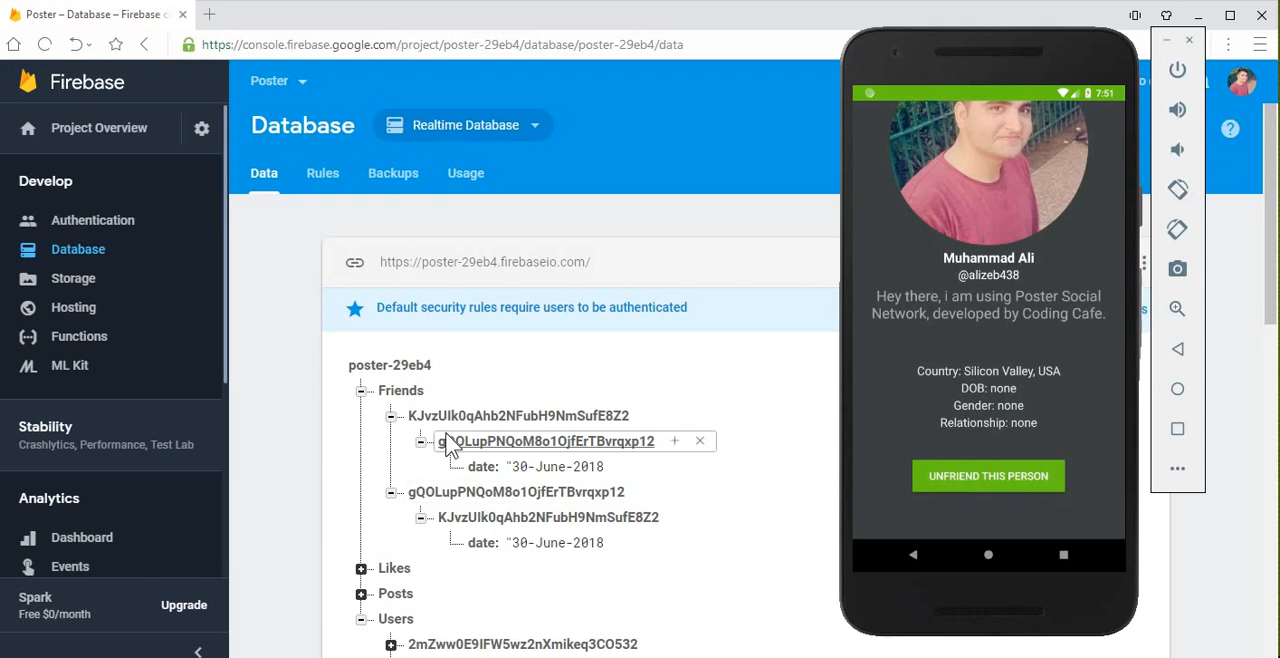 Poster – Database – Firebase c
https://console.firebase.google.com/project/poster-29eb4/database/poster-29eb4/data
Firebase
Project Overview
Develop
Authentication
Database
Storage
Hosting
Functions
ML Kit
Stability
Crashlytics, Performance, Test Lab
Analytics
Dashboard
Events
Spark
Free $0/month
Upgrade
Poster
Database
Realtime Database
Data
Rules
Backups
Usage
https://poster-29eb4.firebaseio.com/
Default security rules require users to be authenticated
poster-29eb4
Friends
KJvzUIk0qAhb2NFubH9NmSufE8Z2
gQOLupPNQoM8o1OjfErTBvrqxp12
date: "30-June-2018
gQOLupPNQoM8o1OjfErTBvrqxp12
KJvzUIk0qAhb2NFubH9NmSufE8Z2
date: "30-June-2018
Likes
Posts
Users
2mZww0E9IFW5wz2nXmikeq3CO532
7:51
Muhammad Ali
@alizeb438
Hey there, i am using Poster Social
Network, developed by Coding Cafe.
Country: Silicon Valley, USA
DOB: none
Gender: none
Relationship: none
UNFRIEND THIS PERSON